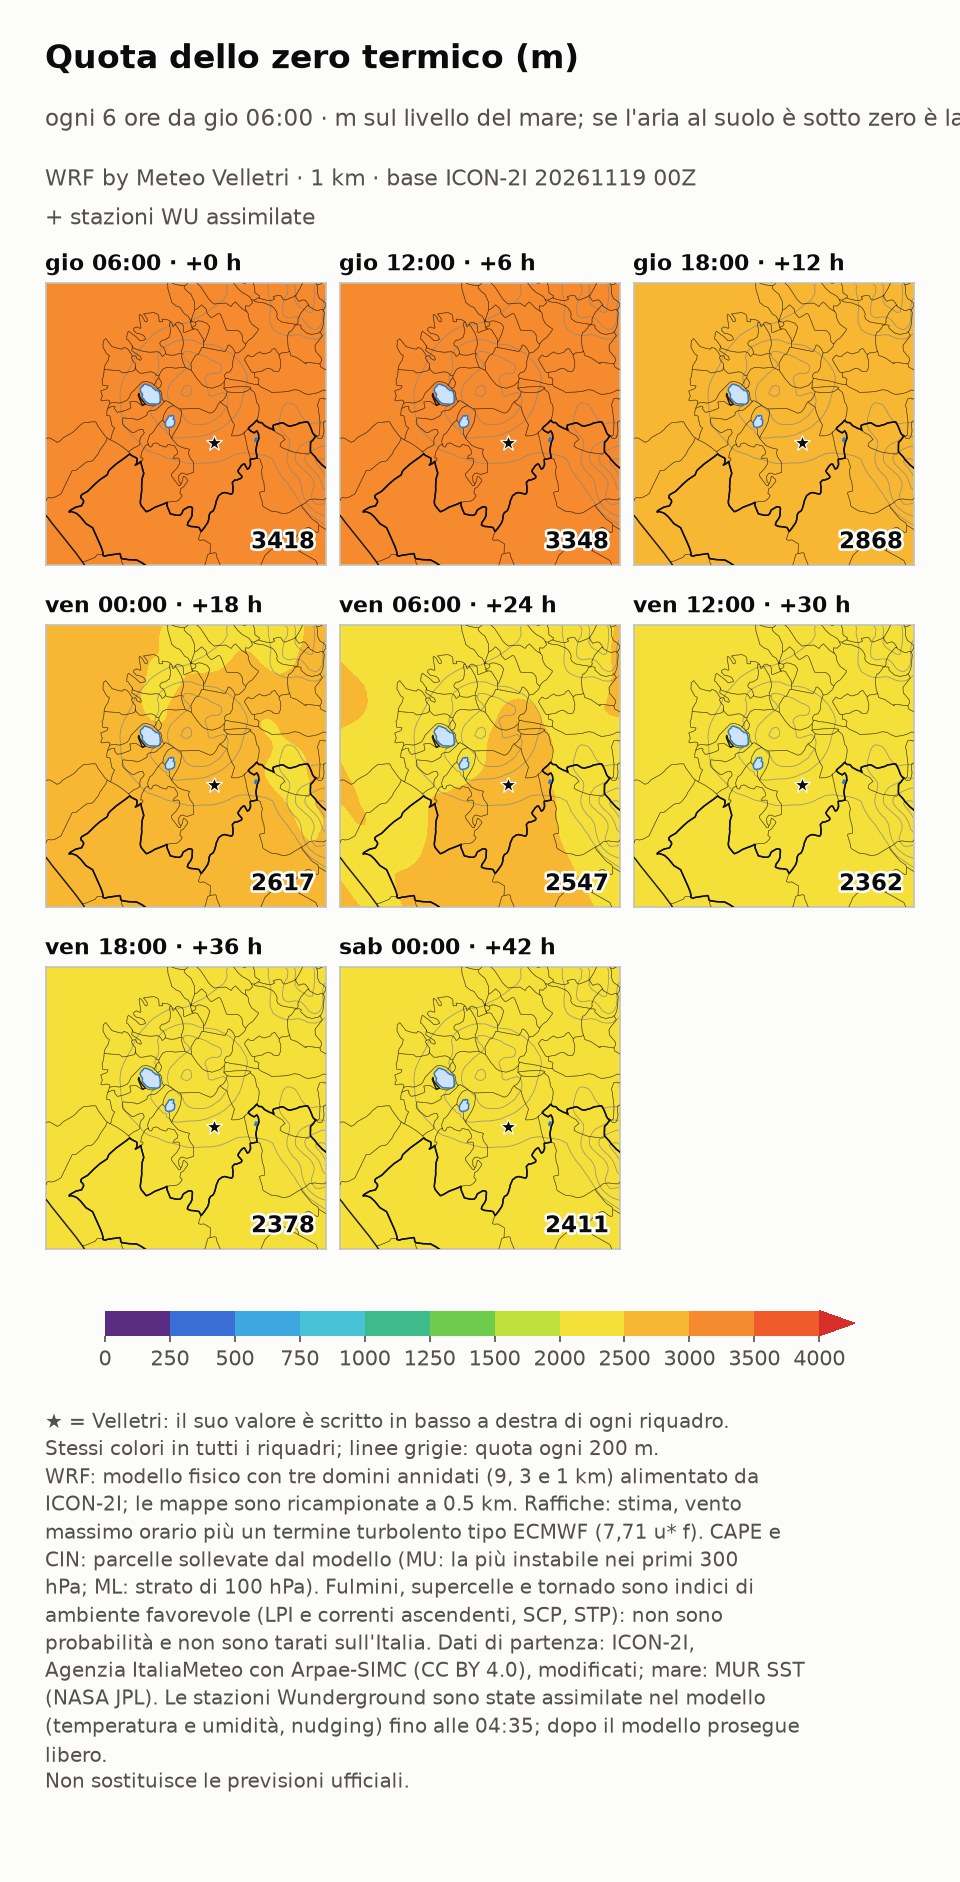 Quota dello zero termico (m)
ogni 6 ore da gio 06:00 · m sul livello del mare; se l'aria al suolo è sotto zero è la
WRF by Meteo Velletri · 1 km · base ICON-2I 20261119 00Z
+ stazioni WU assimilate
gio 06:00 · +0 h
gio 12:00 · +6 h
gio 18:00 · +12 h
3418
3348
2868
ven 00:00 · +18 h
ven 06:00 · +24 h
ven 12:00 · +30 h
2617
2547
2362
ven 18:00 · +36 h
sab 00:00 · +42 h
2378
2411
0 250 500 750 1000 1250 1500 2000 2500 3000 3500 4000
★ = Velletri: il suo valore è scritto in basso a destra di ogni riquadro.
Stessi colori in tutti i riquadri; linee grigie: quota ogni 200 m.
WRF: modello fisico con tre domini annidati (9, 3 e 1 km) alimentato da
ICON-2I; le mappe sono ricampionate a 0.5 km. Raffiche: stima, vento
massimo orario più un termine turbolento tipo ECMWF (7,71 u* f). CAPE e
CIN: parcelle sollevate dal modello (MU: la più instabile nei primi 300
hPa; ML: strato di 100 hPa). Fulmini, supercelle e tornado sono indici di
ambiente favorevole (LPI e correnti ascendenti, SCP, STP): non sono
probabilità e non sono tarati sull'Italia. Dati di partenza: ICON-2I,
Agenzia ItaliaMeteo con Arpae-SIMC (CC BY 4.0), modificati; mare: MUR SST
(NASA JPL). Le stazioni Wunderground sono state assimilate nel modello
(temperatura e umidità, nudging) fino alle 04:35; dopo il modello prosegue
libero.
Non sostituisce le previsioni ufficiali.